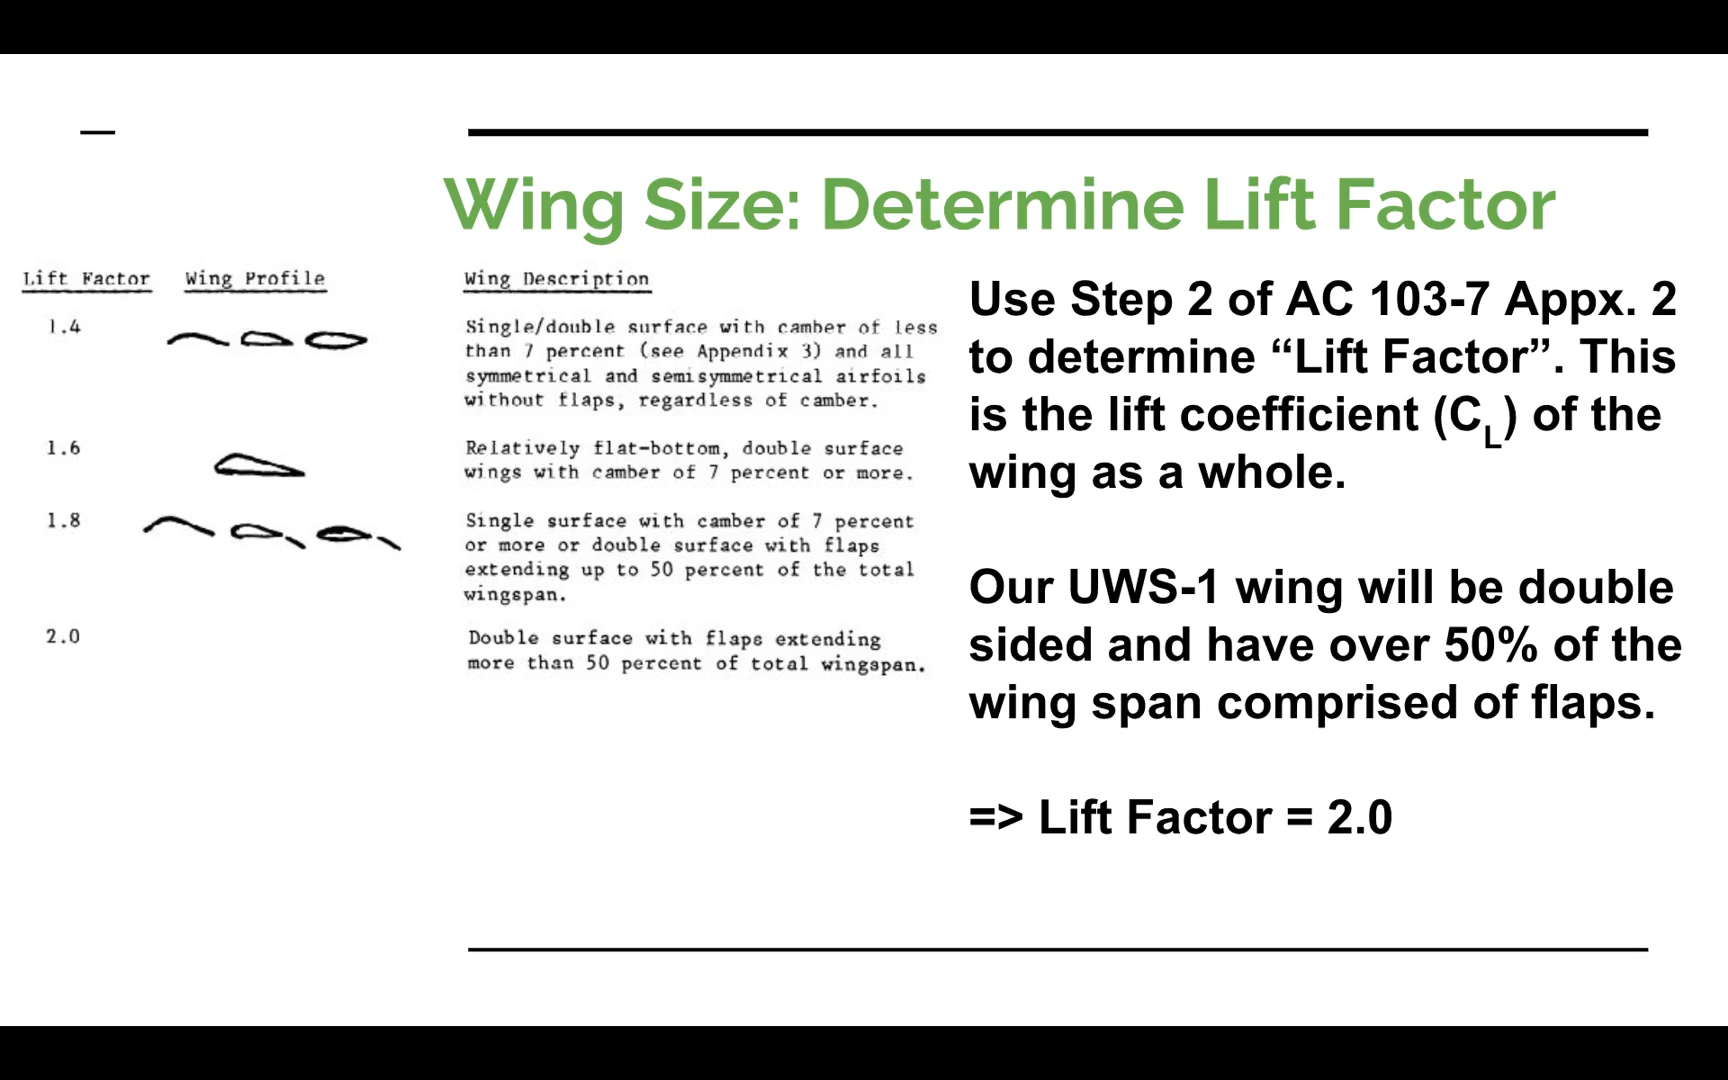 Wing Size: Determine Lift Factor
Lift Factor Wing Profile Wing Description
1.4 Single/double surface with camber of less
than 7 percent (see Appendix 3) and all
symmetrical and semisymmetrical airfoils
without flaps, regardless of camber.
1.6 Relatively flat-bottom, double surface
wings with camber of 7 percent or more.
1.8 Single surface with camber of 7 percent
or more or double surface with flaps
extending up to 50 percent of the total
wingspan.
2.0 Double surface with flaps extending
more than 50 percent of total wingspan.
Use Step 2 of AC 103-7 Appx. 2
to determine “Lift Factor”. This
is the lift coefficient (CL) of the
wing as a whole.
Our UWS-1 wing will be double
sided and have over 50% of the
wing span comprised of flaps.
=> Lift Factor = 2.0